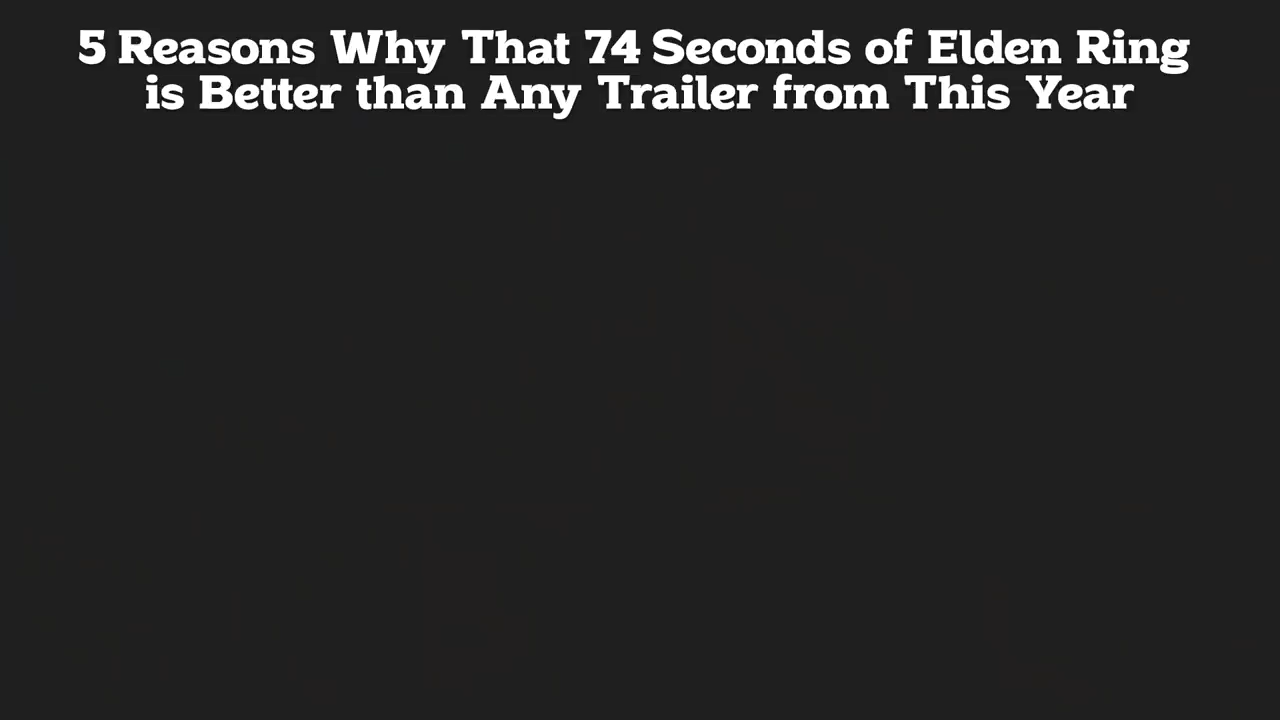 5 Reasons Why That 74 Seconds of Elden Ring
is Better than Any Trailer from This Year